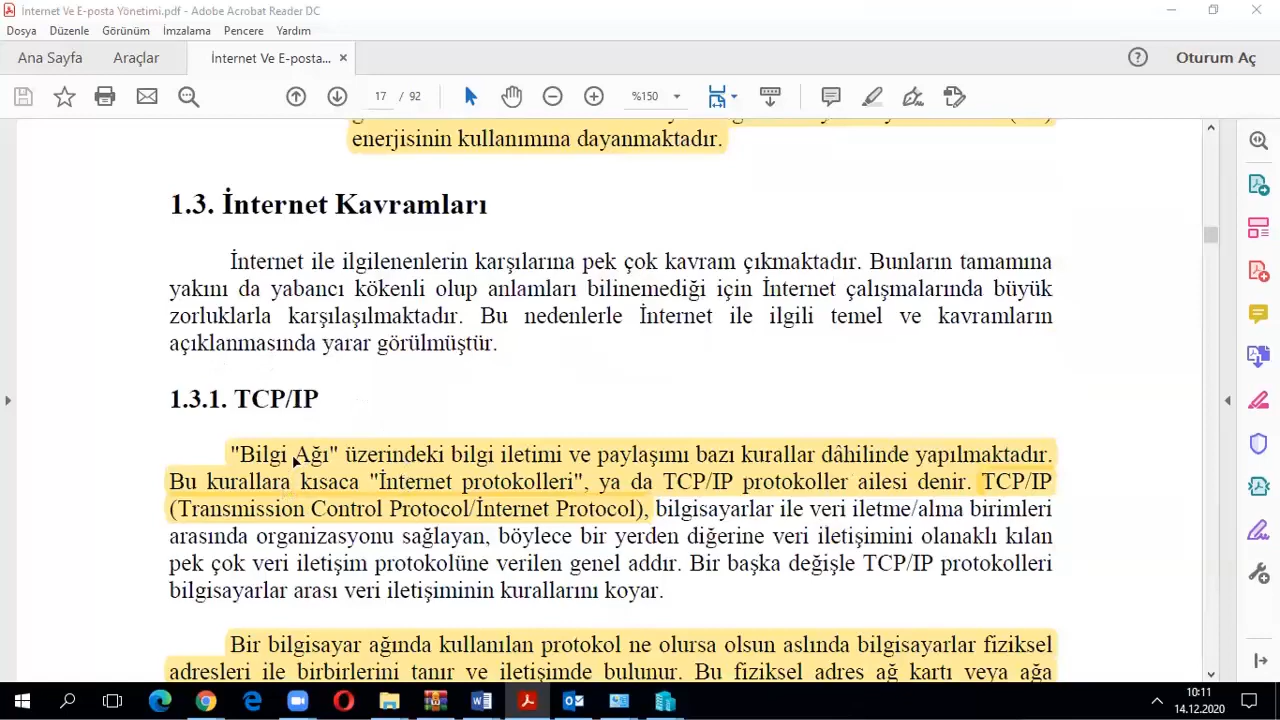 İnternet Ve E-posta Yönetimi.pdf - Adobe Acrobat Reader DC
Dosya Düzenle Görünüm İmzalama Pencere Yardım
Ana Sayfa Araçlar İnternet Ve E-posta... × Oturum Aç
17 / 92 %150
enerjisinin kullanımına dayanmaktadır.
1.3. İnternet Kavramları
İnternet ile ilgilenenlerin karşılarına pek çok kavram çıkmaktadır. Bunların tamamına
yakını da yabancı kökenli olup anlamları bilinemediği için İnternet çalışmalarında büyük
zorluklarla karşılaşılmaktadır. Bu nedenlerle İnternet ile ilgili temel ve kavramların
açıklanmasında yarar görülmüştür.
1.3.1. TCP/IP
"Bilgi Ağı" üzerindeki bilgi iletimi ve paylaşımı bazı kurallar dâhilinde yapılmaktadır.
Bu kurallara kısaca "İnternet protokolleri", ya da TCP/IP protokoller ailesi denir. TCP/IP
(Transmission Control Protocol/İnternet Protocol), bilgisayarlar ile veri iletme/alma birimleri
arasında organizasyonu sağlayan, böylece bir yerden diğerine veri iletişimini olanaklı kılan
pek çok veri iletişim protokolüne verilen genel addır. Bir başka değişle TCP/IP protokolleri
bilgisayarlar arası veri iletişiminin kurallarını koyar.
Bir bilgisayar ağında kullanılan protokol ne olursa olsun aslında bilgisayarlar fiziksel
adresleri ile birbirlerini tanır ve iletişimde bulunur. Bu fiziksel adres ağ kartı veya ağa
10:11
14.12.2020